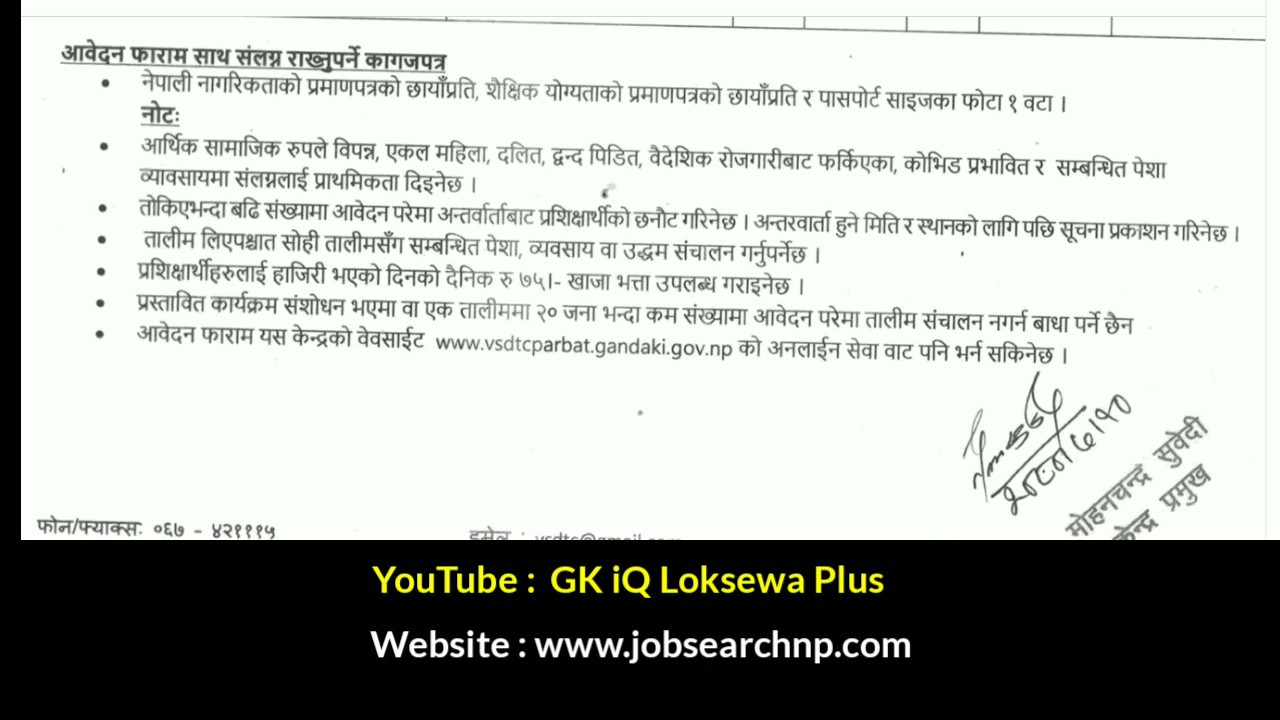 आवेदन फाराम साथ संलग्न राख्नुपर्ने कागजपत्र
• नेपाली नागरिकताको प्रमाणपत्रको छायाँप्रति, शैक्षिक योग्यताको प्रमाणपत्रको छायाँप्रति र पासपोर्ट साइजका फोटा १ वटा ।
नोटः
• आर्थिक सामाजिक रुपले विपन्न, एकल महिला, दलित, द्वन्द पिडित, वैदेशिक रोजगारीबाट फर्किएका, कोभिड प्रभावित र सम्बन्धित पेशा
व्यावसायमा संलग्नलाई प्राथमिकता दिइनेछ ।
• तोकिएभन्दा बढि संख्यामा आवेदन परेमा अन्तर्वार्ताबाट प्रशिक्षार्थीको छनौट गरिनेछ । अन्तरवार्ता हुने मिति र स्थानको लागि पछि सूचना प्रकाशन गरिनेछ ।
• तालीम लिएपश्चात सोही तालीमसँग सम्बन्धित पेशा, व्यवसाय वा उद्धम संचालन गर्नुपर्नेछ ।
• प्रशिक्षार्थीहरुलाई हाजिरी भएको दिनको दैनिक रु ७५।- खाजा भत्ता उपलब्ध गराइनेछ ।
• प्रस्तावित कार्यक्रम संशोधन भएमा वा एक तालीममा २० जना भन्दा कम संख्यामा आवेदन परेमा तालीम संचालन नगर्न बाधा पर्ने छैन
• आवेदन फाराम यस केन्द्रको वेवसाईट www.vsdtcparbat.gandaki.gov.np को अनलाईन सेवा वाट पनि भर्न सकिनेछ ।
मोहनचन्द्र सुवेदी
केन्द्र प्रमुख
फोन/फ्याक्सः ०६७ - ४२१११५
YouTube : GK iQ Loksewa Plus
Website : www.jobsearchnp.com